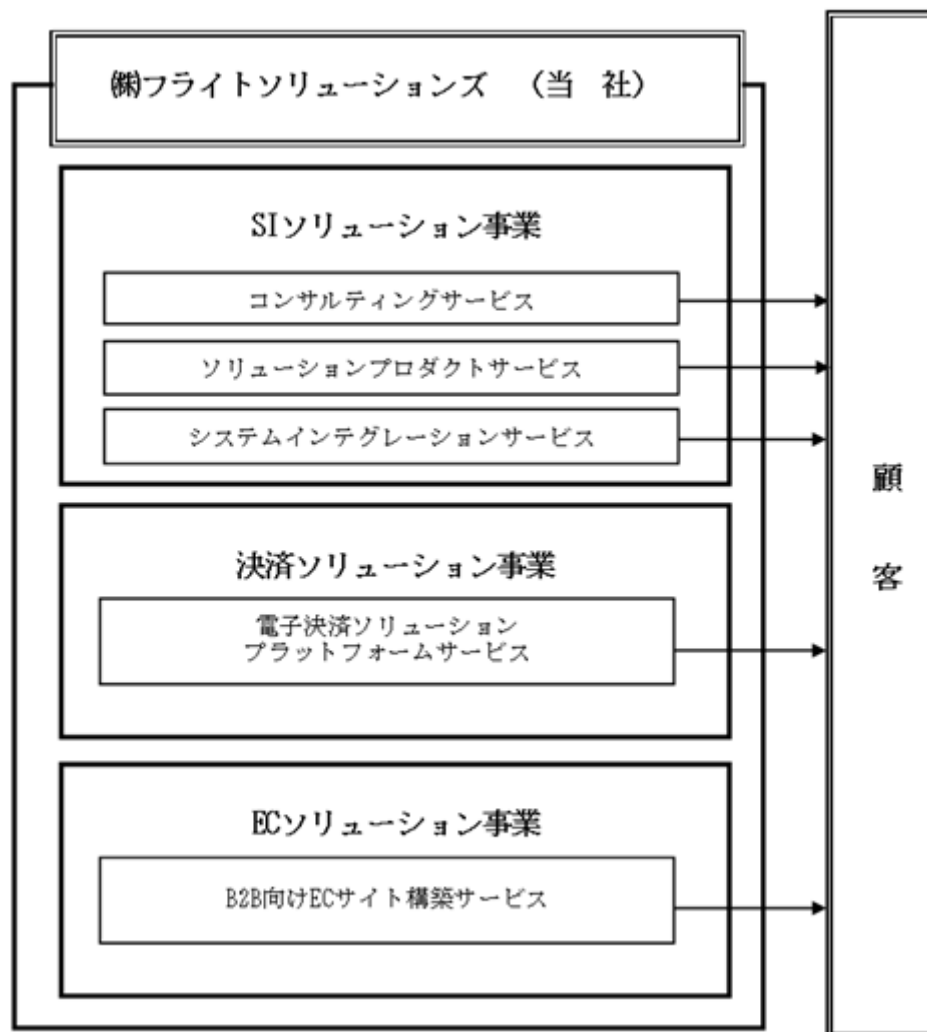 ㈱フライトソリューションズ　（当　社）
SIソリューション事業
コンサルティングサービス
ソリューションプロダクトサービス
システムインテグレーションサービス
決済ソリューション事業
電子決済ソリューション
プラットフォームサービス
ECソリューション事業
B2B向けECサイト構築サービス
顧
客